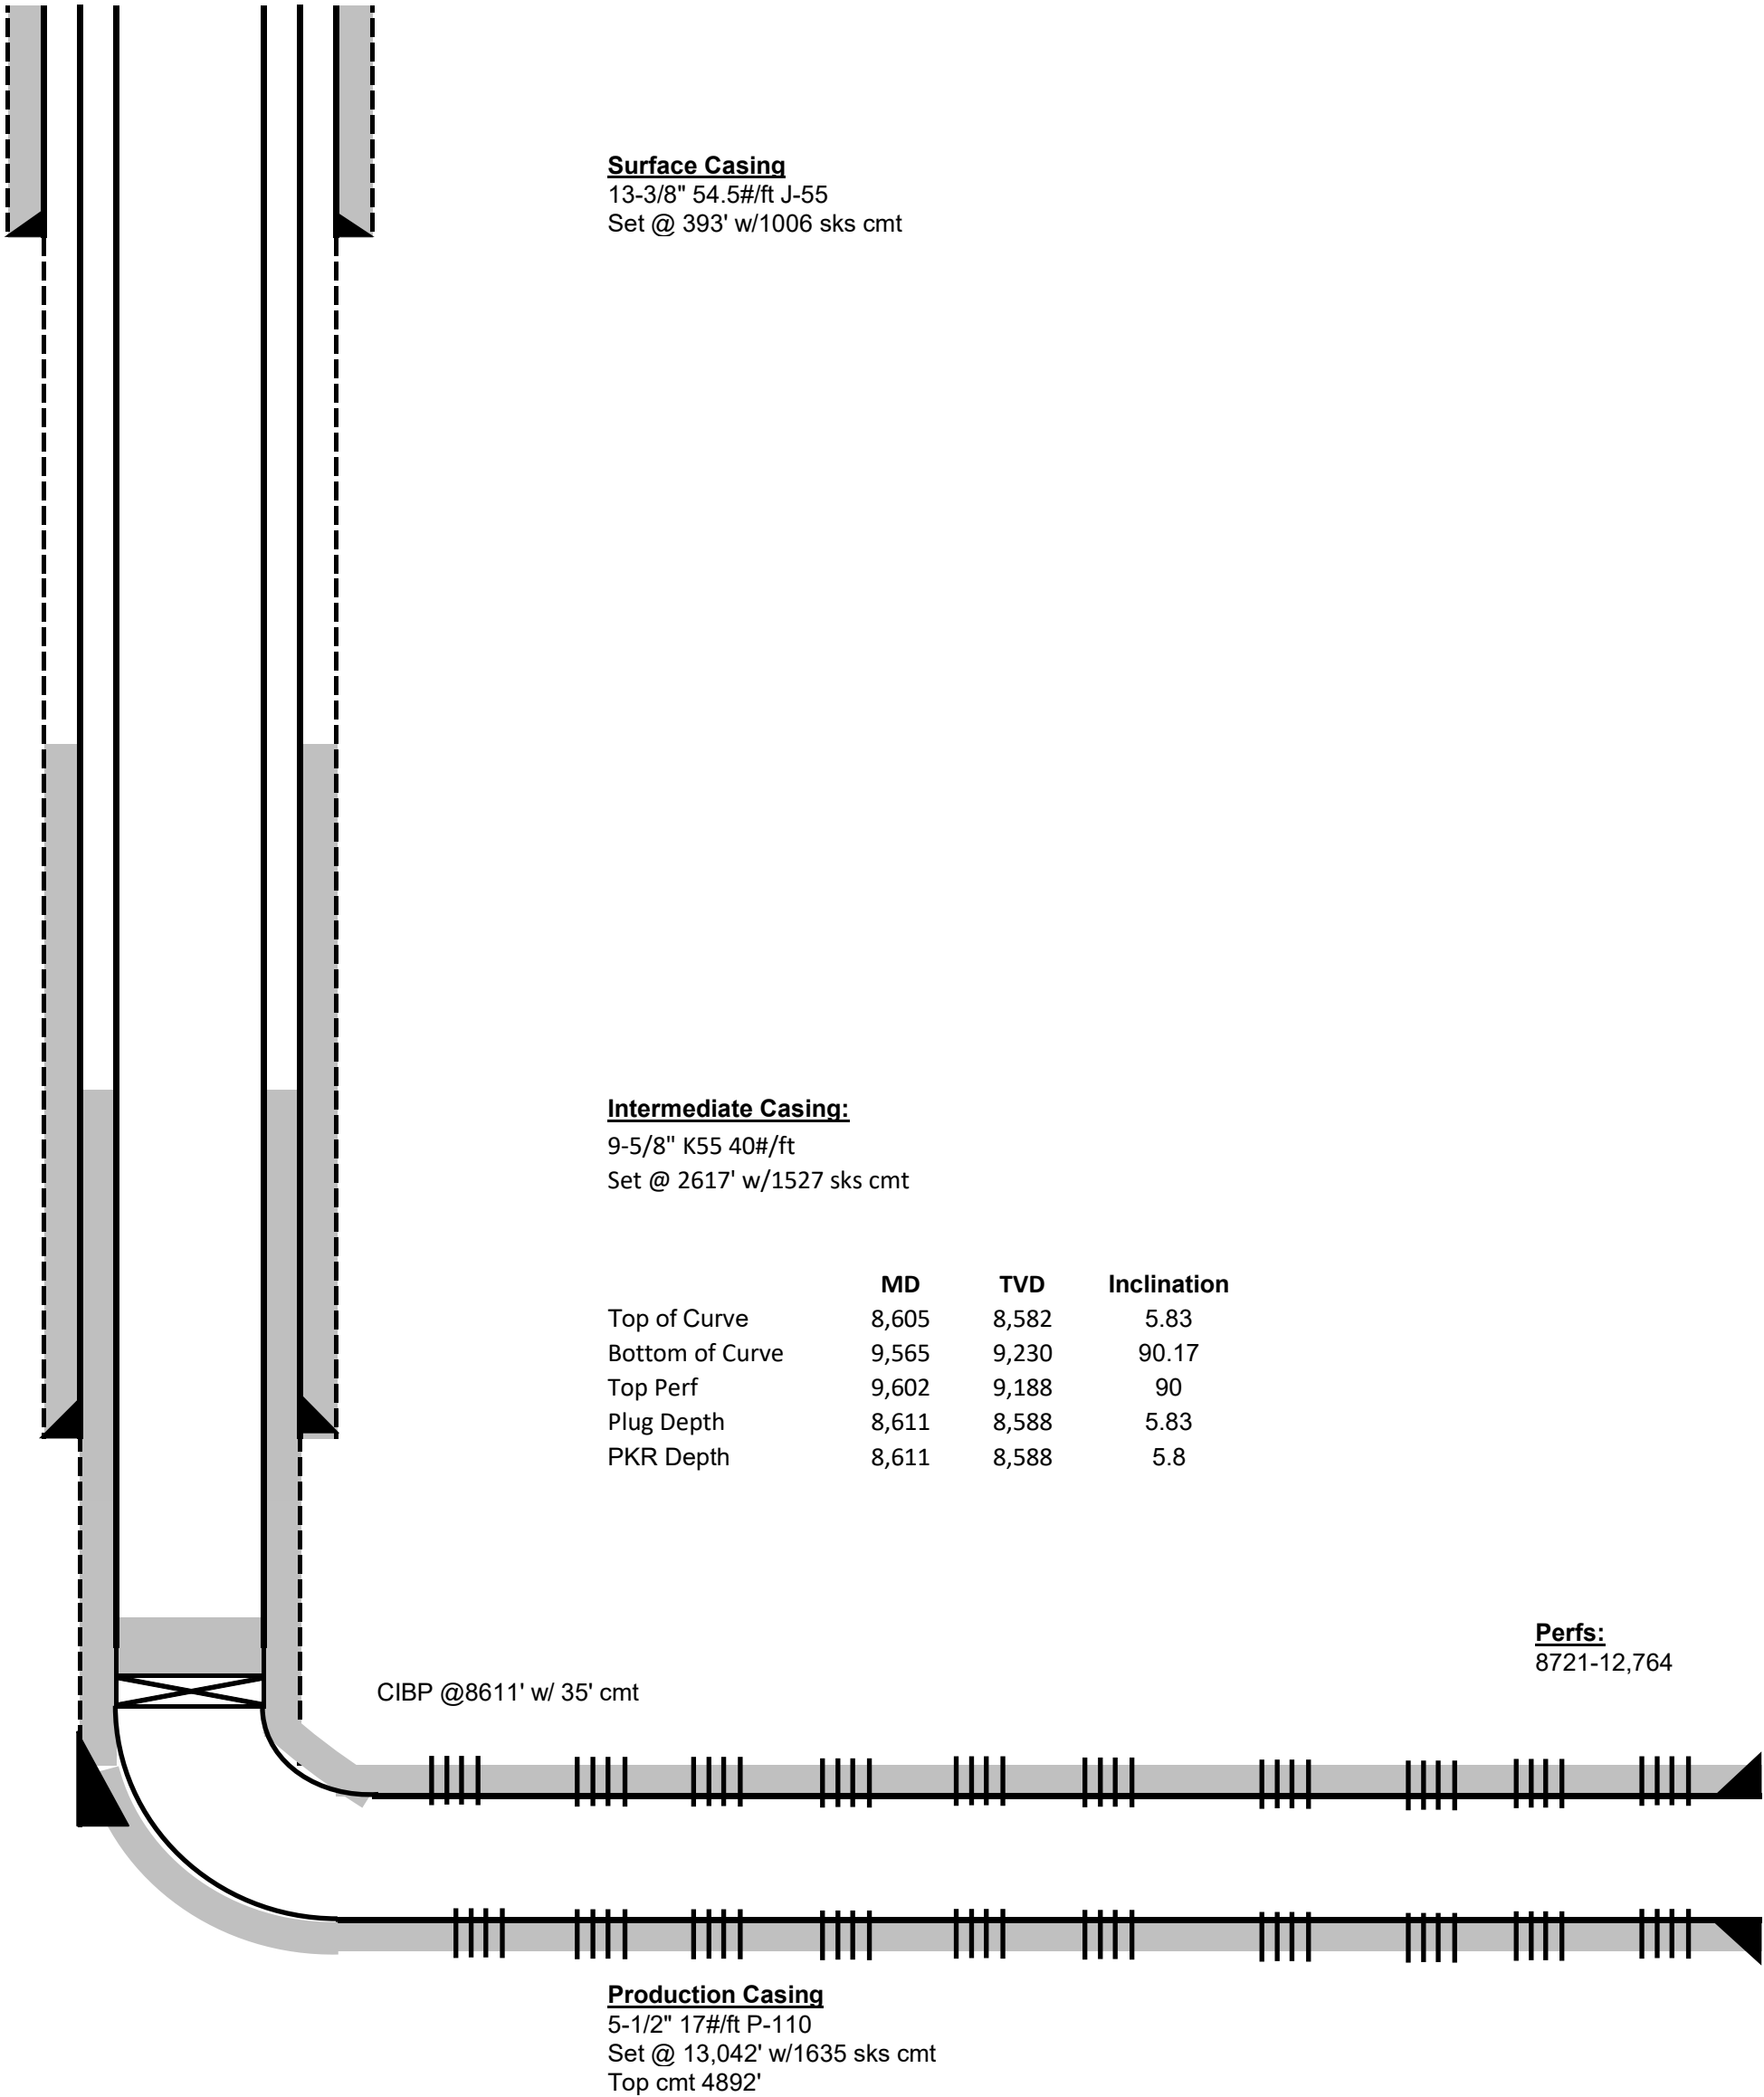 Surface Casing
13-3/8" 54.5#/ft J-55
Set @ 393' w/1006 sks cmt
Intermediate Casing:
9-5/8" K55 40#/ft
Set @ 2617' w/1527 sks cmt
MD TVD Inclination
Top of Curve 8,605 8,582 5.83
Bottom of Curve 9,565 9,230 90.17
Top Perf 9,602 9,188 90
Plug Depth 8,611 8,588 5.83
PKR Depth 8,611 8,588 5.8
Perfs:
8721-12,764
CIBP @8611' w/ 35' cmt
Production Casing
5-1/2" 17#/ft P-110
Set @ 13,042' w/1635 sks cmt
Top cmt 4892'